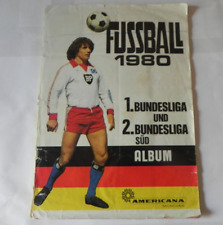 FUSSBALL
1980
1. BUNDESLIGA
UND
2. BUNDESLIGA
SÜD
ALBUM
AMERICANA